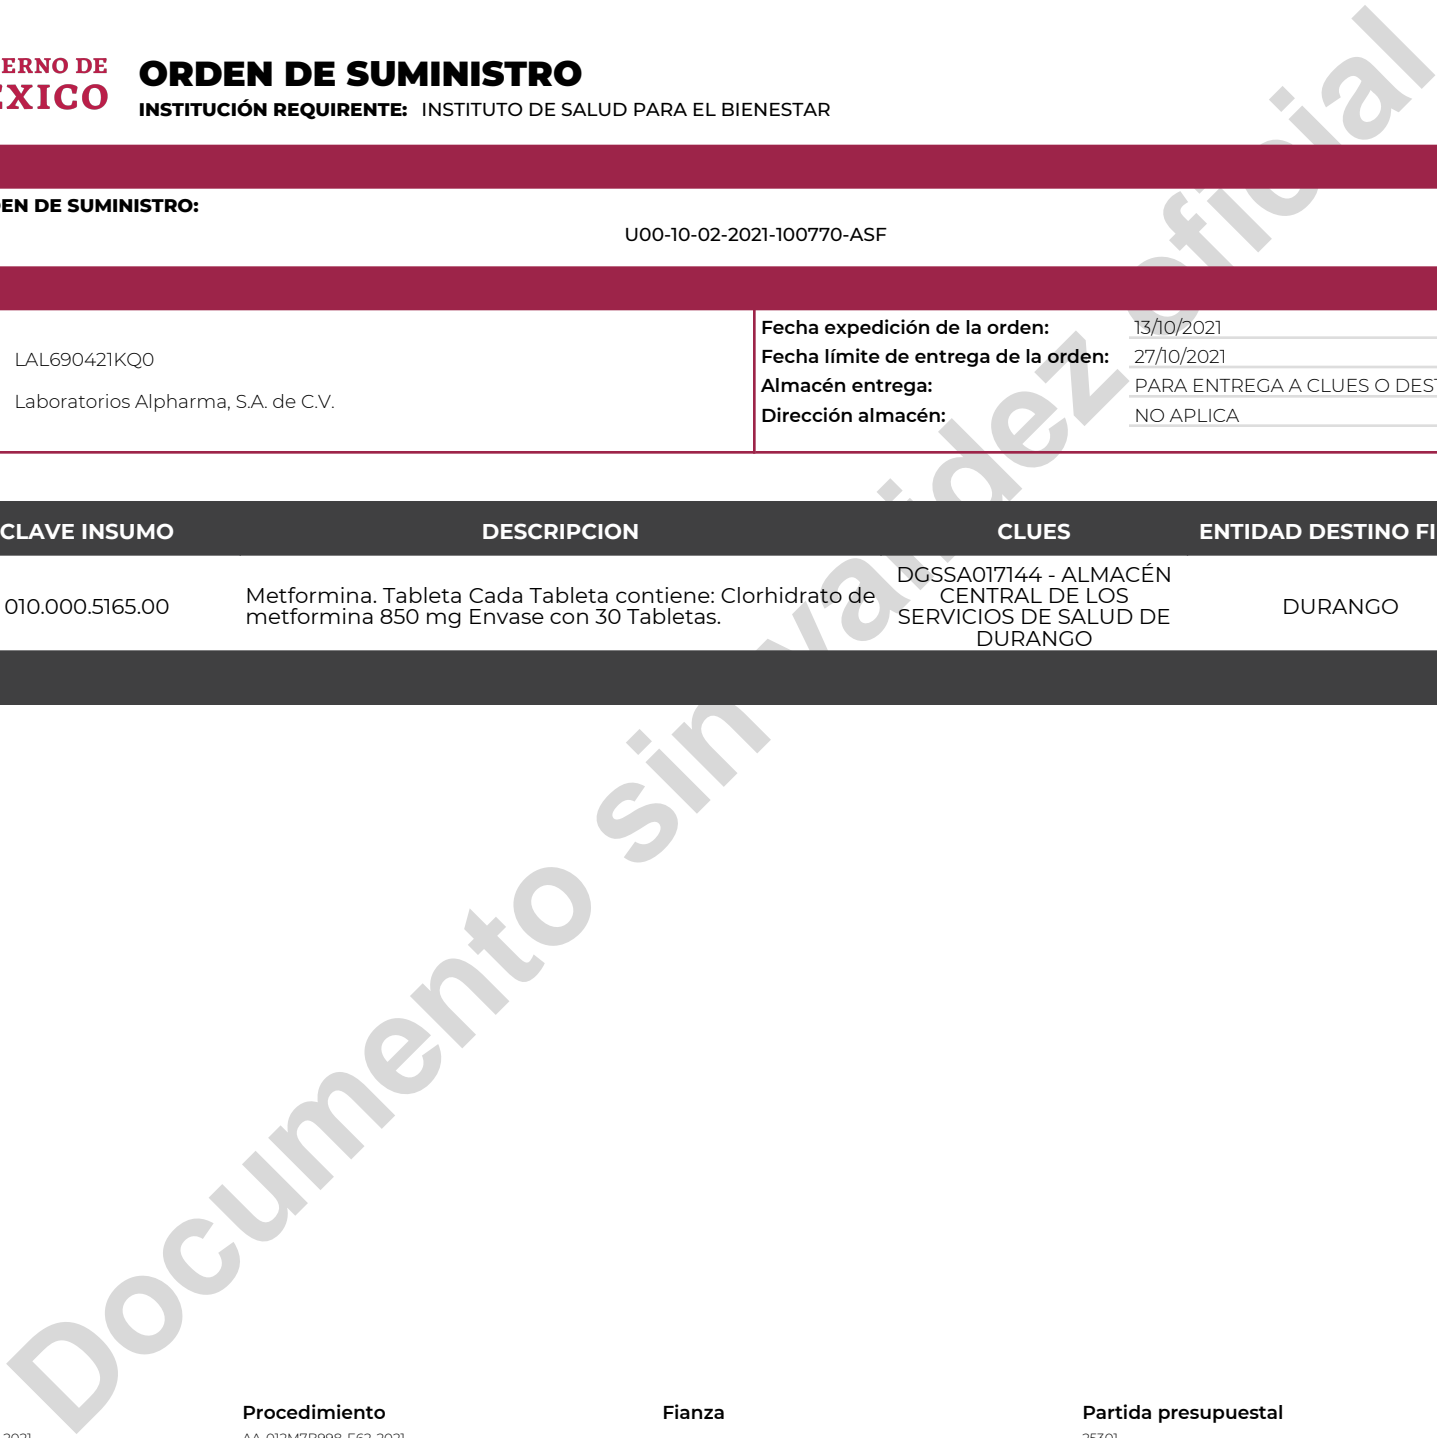 ERNO DE
ORDEN DE SUMINISTRO
INSTITUCIÓN REQUIRENTE: INSTITUTO DE SALUD PARA EL BIENESTAR
EN DE SUMINISTRO:
U00-10-02-2021-100770-ASF
LAL690421KQ0
Laboratorios Alpharma, S.A. de C.V.
Fecha expedición de la orden: 13/10/2021
Fecha límite de entrega de la orden: 27/10/2021
Almacén entrega: PARA ENTREGA A CLUES O DEST
Dirección almacén: NO APLICA
CLAVE INSUMO DESCRIPCION CLUES ENTIDAD DESTINO FI
010.000.5165.00
Metformina. Tableta Cada Tableta contiene: Clorhidrato de
metformina 850 mg Envase con 30 Tabletas.
DGSSA017144 - ALMACÉN
CENTRAL DE LOS
SERVICIOS DE SALUD DE
DURANGO
DURANGO
Documento sin validez oficial
Procedimiento Fianza Partida presupuestal